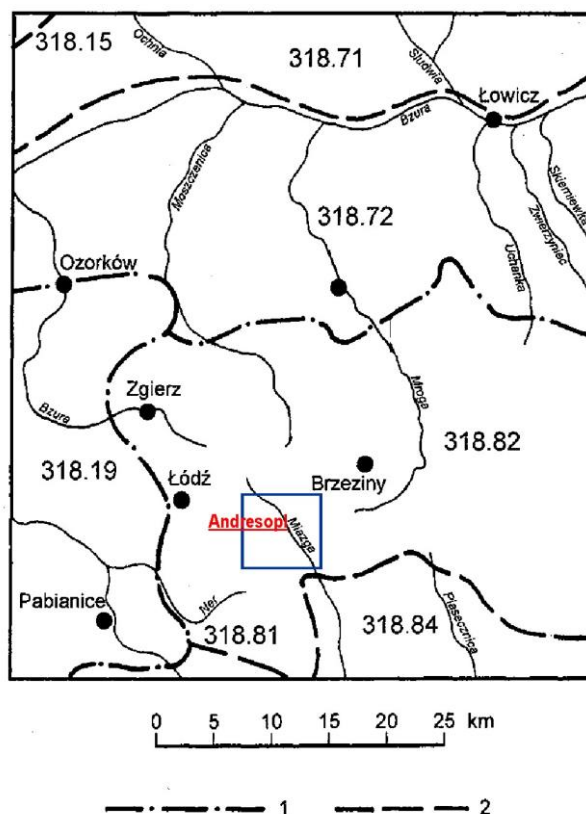 318.15
Ochnia
318.71
Słudwia
Łowicz
Bzura
Moszczenica
Skierniewka
Zwierzyniec
318.72
Uchanka
Ozorków
Mroga
Zgierz
Bzura
318.82
318.19
Łódź
Brzeziny
Andresopl
Miazga
Pabianice
Ner
318.81
318.84
Piasecznica
0 5 10 15 20 25 km
1 2